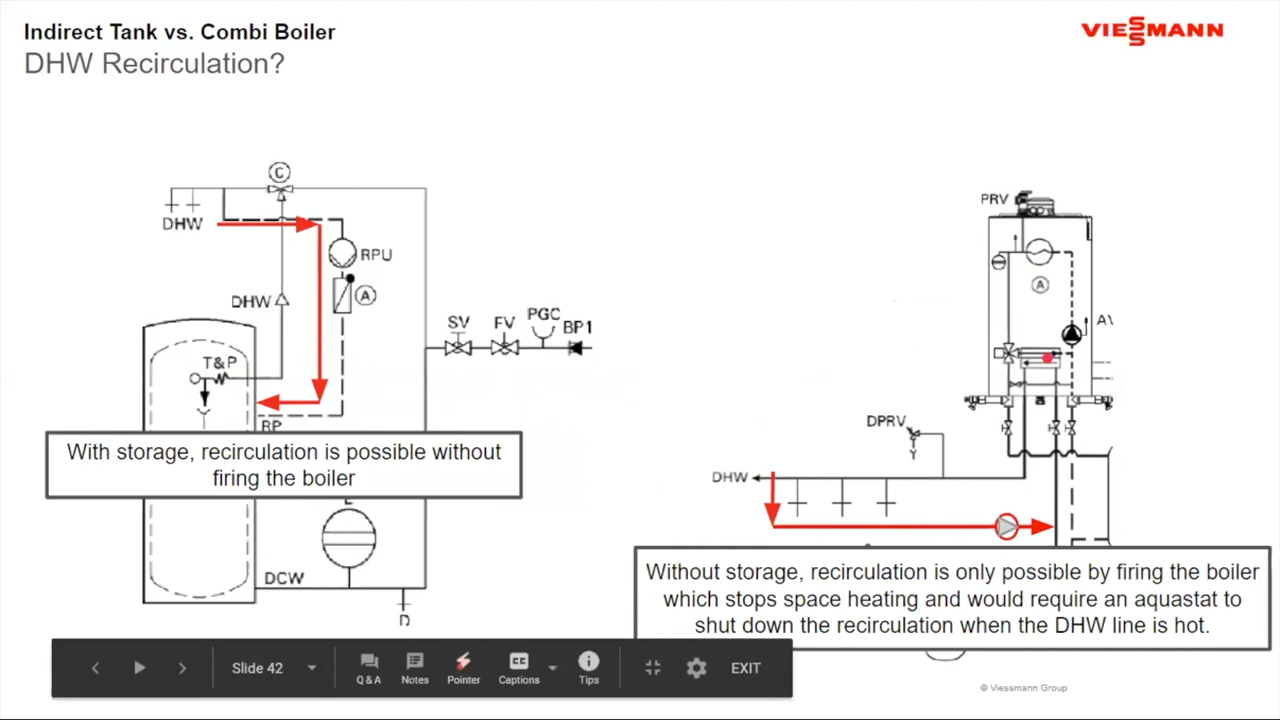 Indirect Tank vs. Combi Boiler
DHW Recirculation?
VIESSMANN
C
DHW
RPU
A
DHW
SV
FV
PGC
BP1
T&P
RP
With storage, recirculation is possible without
firing the boiler
DCW
D
PRV
A
DPRV
DHW
Without storage, recirculation is only possible by firing the boiler
which stops space heating and would require an aquastat to
shut down the recirculation when the DHW line is hot.
Slide 42
Q&A
Notes
Pointer
CC
Captions
Tips
EXIT
© Viessmann Group